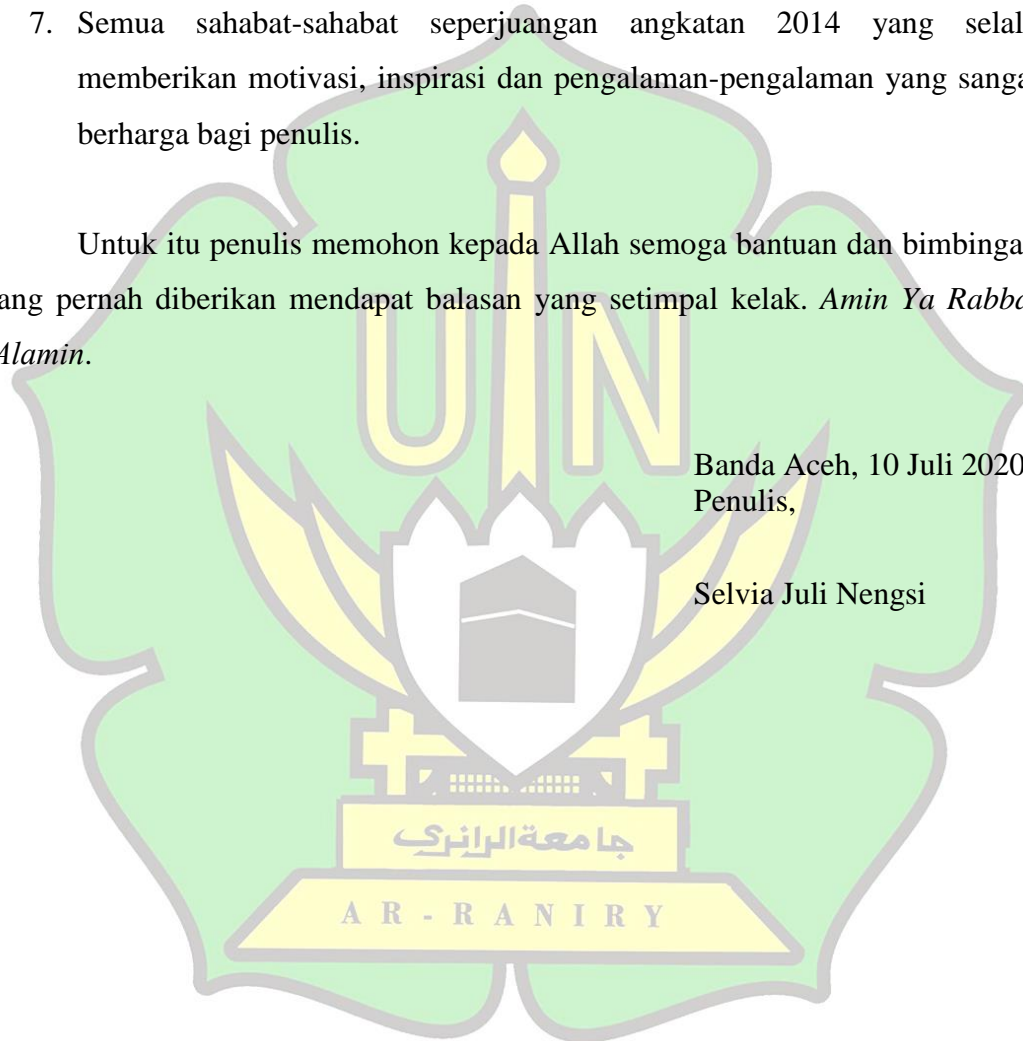 7. Semua sahabat-sahabat seperjuangan angkatan 2014 yang selal
memberikan motivasi, inspirasi dan pengalaman-pengalaman yang sanga
berharga bagi penulis.
Untuk itu penulis memohon kepada Allah semoga bantuan dan bimbinga
ang pernah diberikan mendapat balasan yang setimpal kelak. Amin Ya Rabba
Alamin.
UIN
Banda Aceh, 10 Juli 2020
Penulis,
Selvia Juli Nengsi
جامعةالرانري
AR-RANIRY